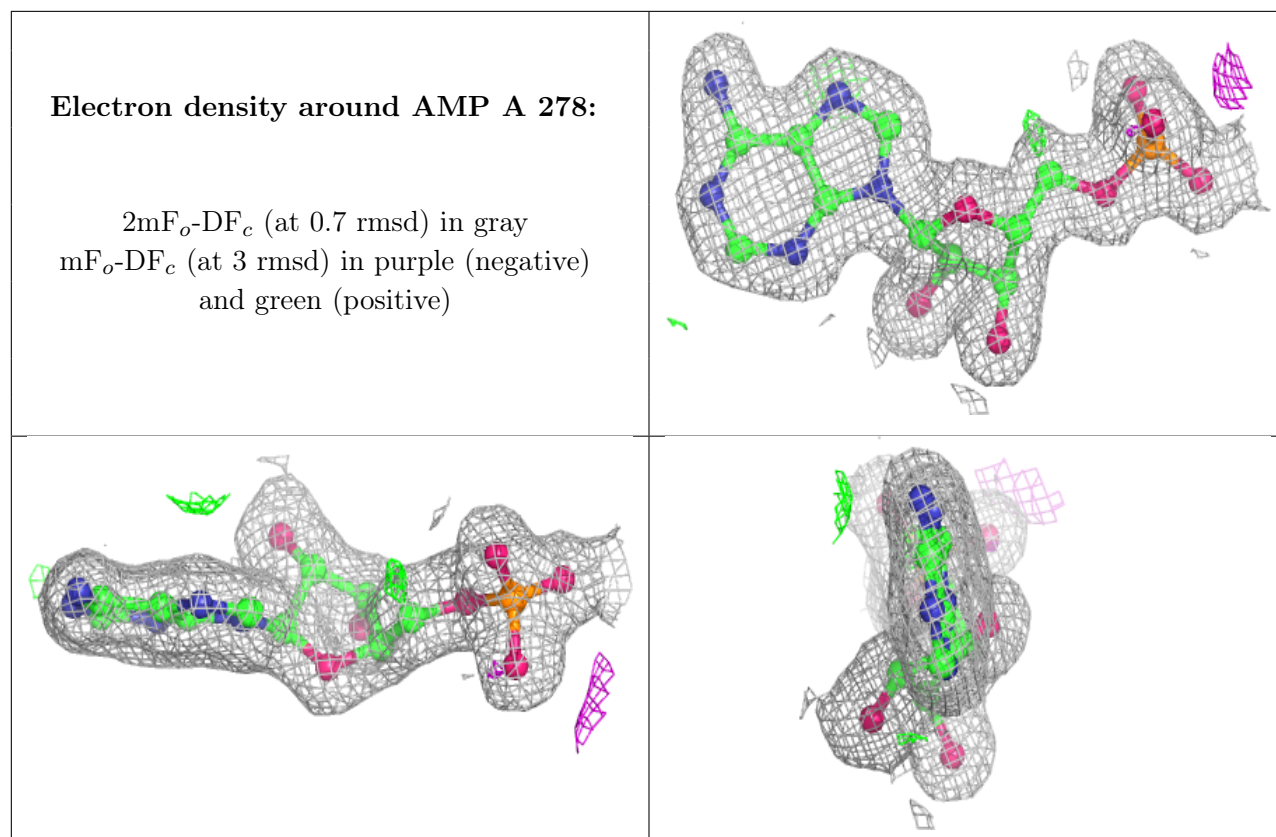 Electron density around AMP A 278:
2mFo-DFc (at 0.7 rmsd) in gray
mFo-DFc (at 3 rmsd) in purple (negative)
and green (positive)